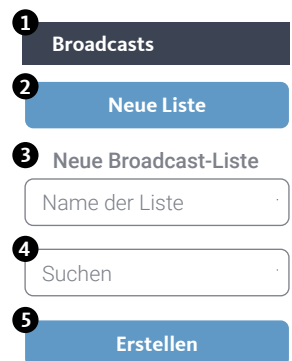 1
Broadcasts
2
Neue Liste
3
Neue Broadcast-Liste
Name der Liste
4
Suchen
5
Erstellen